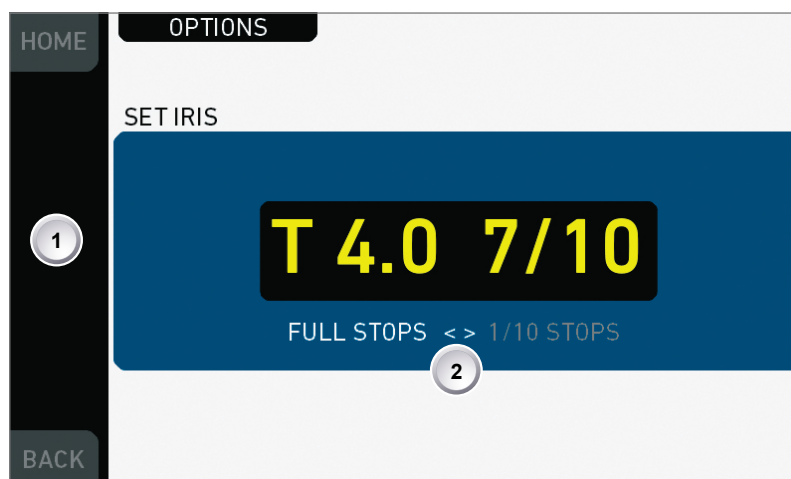 HOME
OPTIONS
SET IRIS
1
T 4.0 7/10
FULL STOPS < > 1/10 STOPS
2
BACK